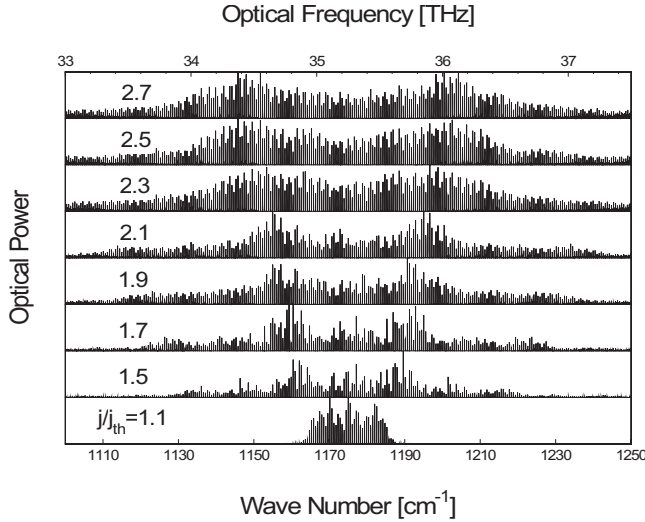 Optical Frequency [THz]
33 34 35 36 37
2.7
2.5
2.3
2.1
1.9
1.7
1.5
j/j_th=1.1
Optical Power
1110 1130 1150 1170 1190 1210 1230 1250
Wave Number [cm⁻¹]